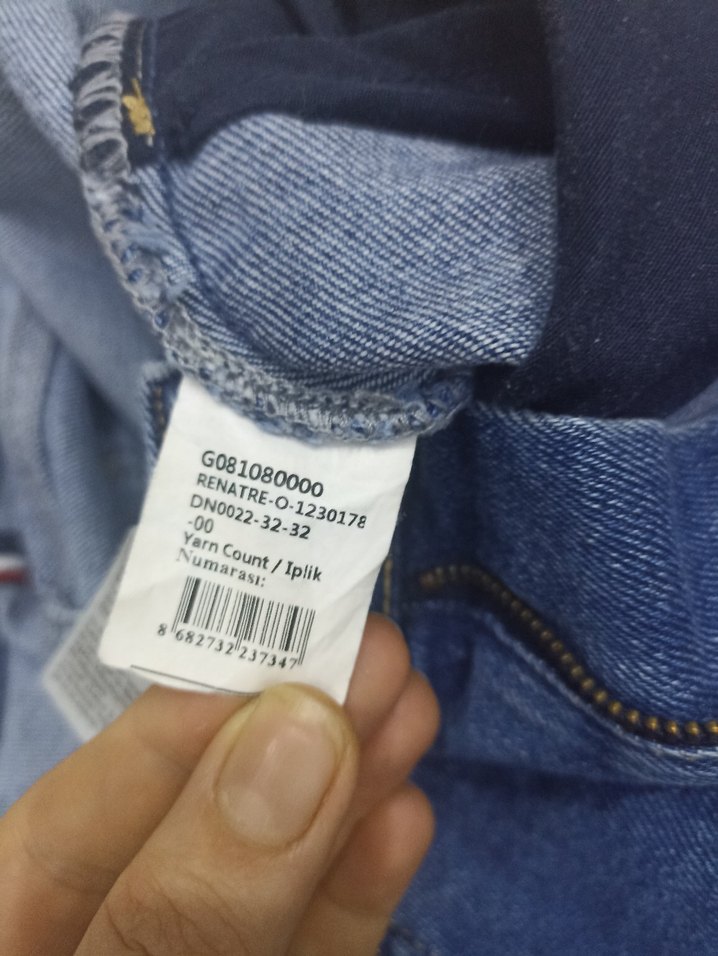 G081080000
RENATRE-O-1230178
DN0022-32-32
-00
Yarn Count / Iplik
Numarası:
8 682732 237347